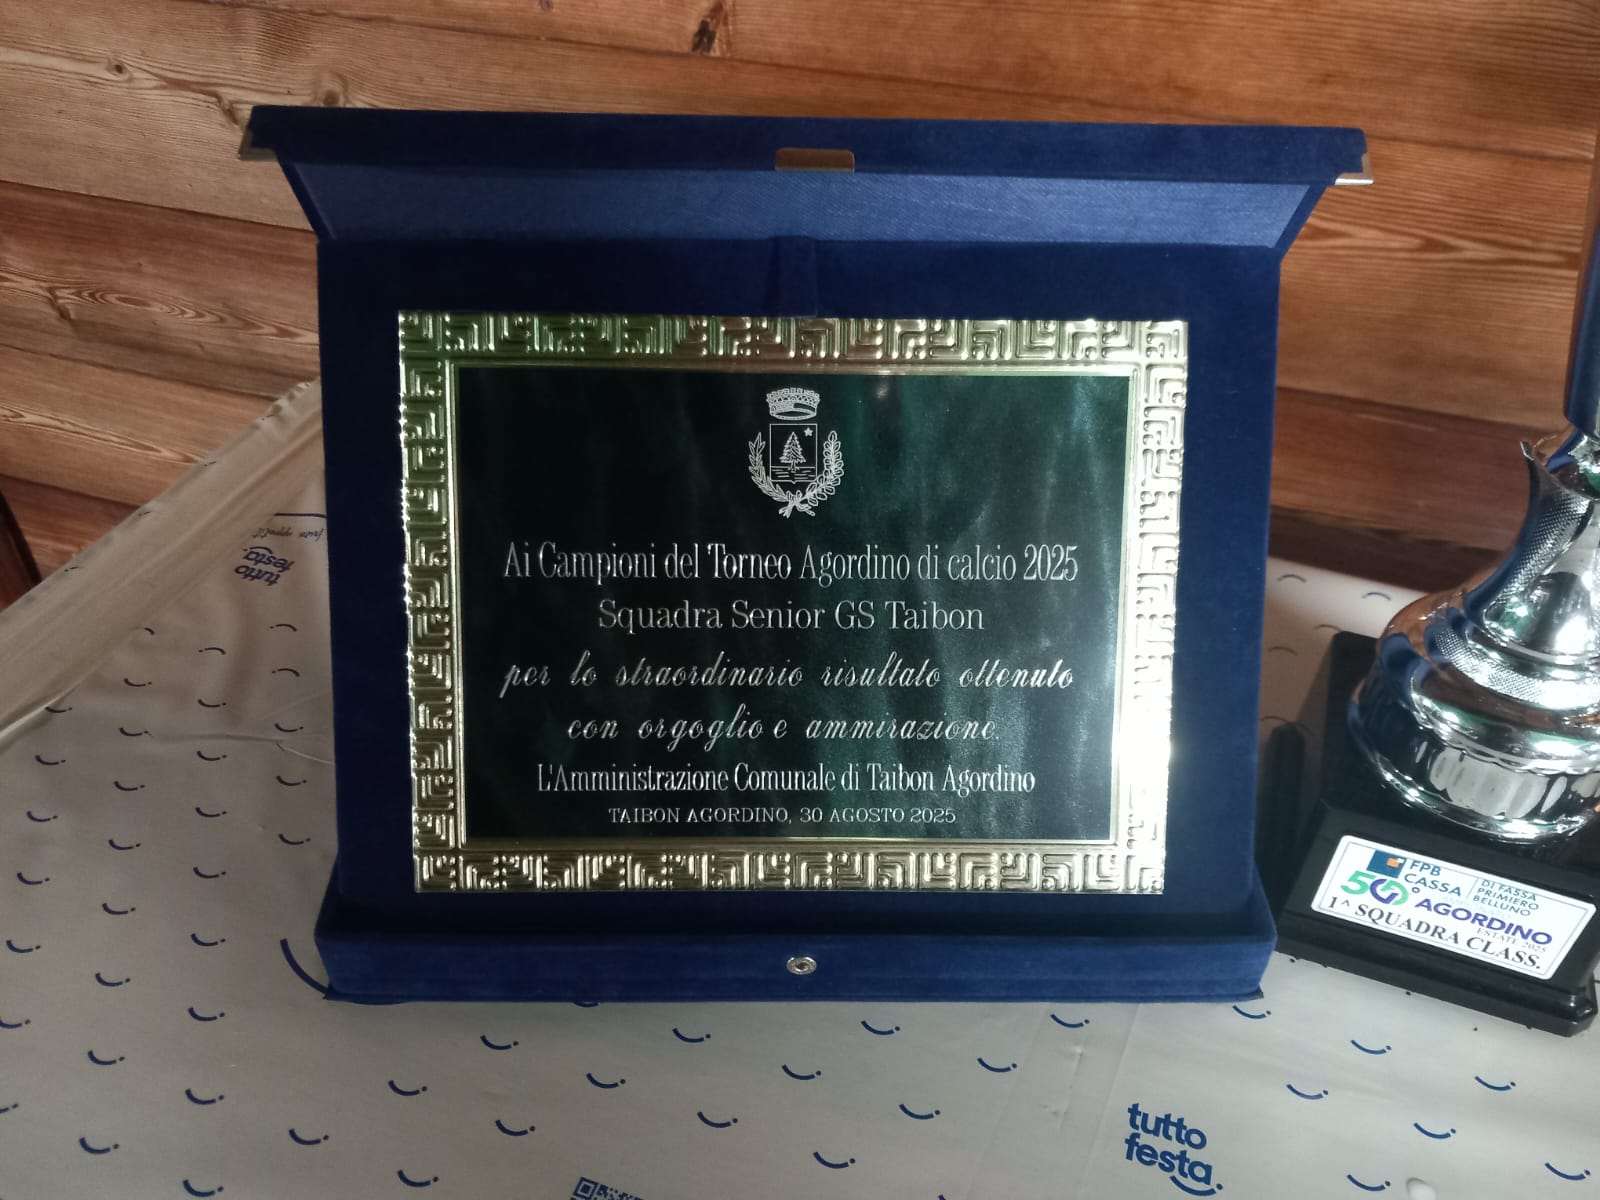 Ai Campioni del Torneo Agordino di calcio 2025
Squadra Senior GS Taibon
per lo straordinario risultato ottenuto
con orgoglio e ammirazione.
L'Amministrazione Comunale di Taibon Agordino
TAIBON AGORDINO, 30 AGOSTO 2025
FPB
CASSA
DI FASSA
PRIMIERO
BELLUNO
50°
AGORDINO
ESTATE 2025
1^ SQUADRA CLASS.
tutto
festa
tutto
festa